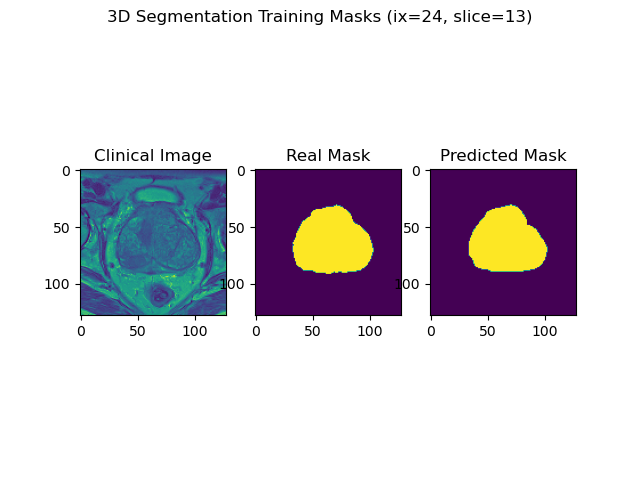 3D Segmentation Training Masks (ix=24, slice=13)
Clinical Image Real Mask Predicted Mask
0 0 0
50 50 50
100 100 100
0 50 100 0 50 100 0 50 100